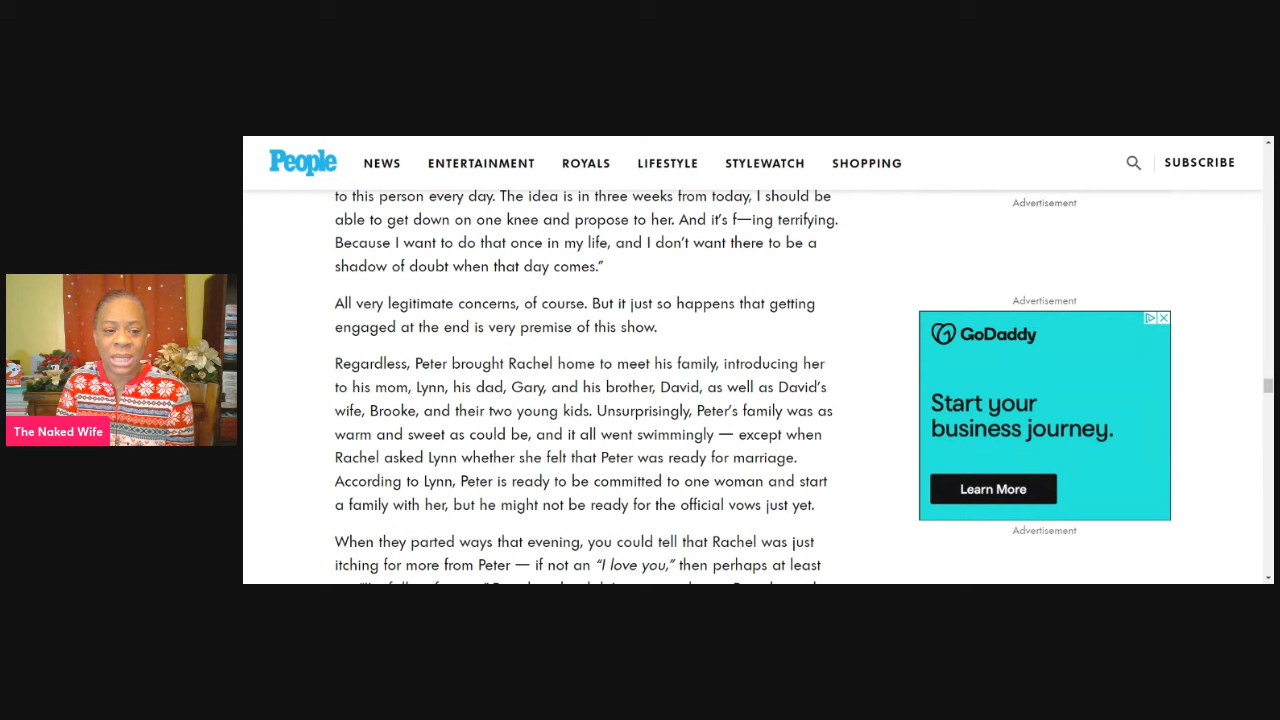 People
NEWS ENTERTAINMENT ROYALS LIFESTYLE STYLEWATCH SHOPPING
SUBSCRIBE
to this person every day. The idea is in three weeks from today, I should be
able to get down on one knee and propose to her. And it's f—ing terrifying.
Because I want to do that once in my life, and I don't want there to be a
shadow of doubt when that day comes.”
All very legitimate concerns, of course. But it just so happens that getting
engaged at the end is very premise of this show.
Regardless, Peter brought Rachel home to meet his family, introducing her
to his mom, Lynn, his dad, Gary, and his brother, David, as well as David's
wife, Brooke, and their two young kids. Unsurprisingly, Peter's family was as
warm and sweet as could be, and it all went swimmingly — except when
Rachel asked Lynn whether she felt that Peter was ready for marriage.
According to Lynn, Peter is ready to be committed to one woman and start
a family with her, but he might not be ready for the official vows just yet.
When they parted ways that evening, you could tell that Rachel was just
itching for more from Peter — if not an “I love you,” then perhaps at least
Advertisement
Advertisement
GoDaddy
Start your
business journey.
Learn More
Advertisement
The Naked Wife